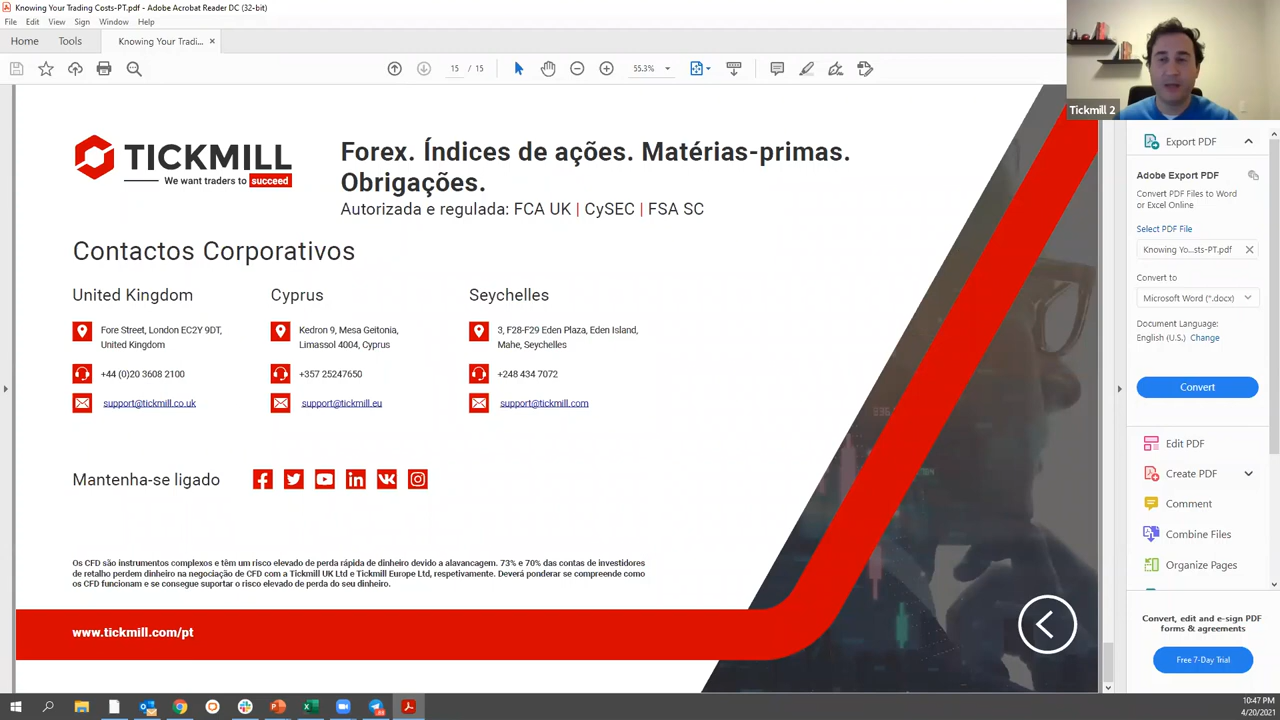 Knowing Your Trading Costs-PT.pdf - Adobe Acrobat Reader DC (32-bit)
File Edit View Sign Window Help
Home Tools Knowing Your Tradi... ×
15 / 15 55.3%
Tickmill 2
TICKMILL
We want traders to succeed
Forex. Índices de ações. Matérias-primas.
Obrigações.
Autorizada e regulada: FCA UK | CySEC | FSA SC
Contactos Corporativos
United Kingdom
Fore Street, London EC2Y 9DT,
United Kingdom
+44 (0)20 3608 2100
support@tickmill.co.uk
Cyprus
Kedron 9, Mesa Geitonia,
Limassol 4004, Cyprus
+357 25247650
support@tickmill.eu
Seychelles
3, F28-F29 Eden Plaza, Eden Island,
Mahe, Seychelles
+248 434 7072
support@tickmill.com
Mantenha-se ligado
Os CFD são instrumentos complexos e têm um risco elevado de perda rápida de dinheiro devido a alavancagem. 73% e 70% das contas de investidores
de retalho perdem dinheiro na negociação de CFD com a Tickmill UK Ltd e Tickmill Europe Ltd, respetivamente. Deverá ponderar se compreende como
os CFD funcionam e se consegue suportar o risco elevado de perda do seu dinheiro.
www.tickmill.com/pt
Export PDF
Adobe Export PDF
Convert PDF Files to Word
or Excel Online
Select PDF File
Knowing Yo...sts-PT.pdf
Convert to
Microsoft Word (*.docx)
Document Language:
English (U.S.) Change
Convert
Edit PDF
Create PDF
Comment
Combine Files
Organize Pages
Convert, edit and e-sign PDF
forms & agreements
Free 7-Day Trial
10:47 PM
4/20/2021